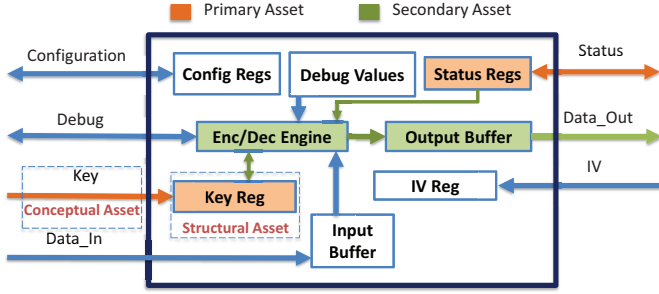 Primary Asset
Secondary Asset
Configuration
Config Regs
Debug Values
Status Regs
Status
Debug
Enc/Dec Engine
Output Buffer
Data_Out
Key
Conceptual Asset
Key Reg
Structural Asset
IV Reg
IV
Data_In
Input
Buffer